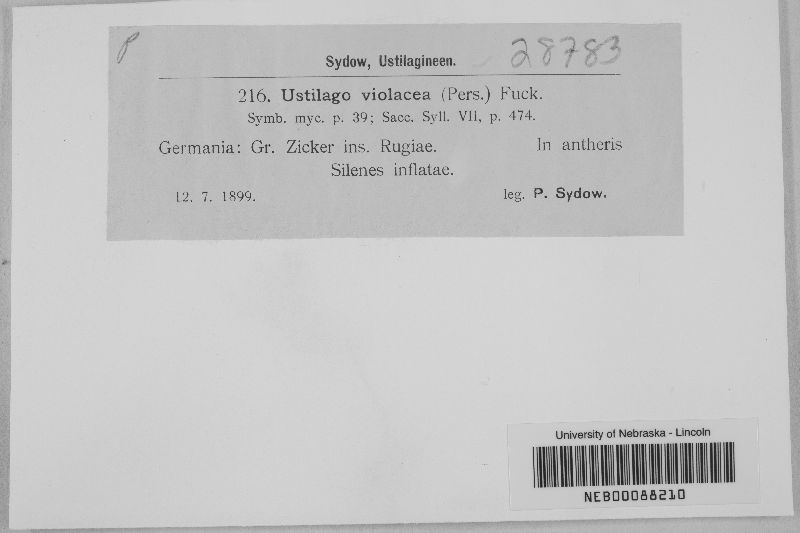 P
Sydow, Ustilagineen.
28783
216. Ustilago violacea (Pers.) Fuck.
Symb. myc. p. 39; Sacc. Syll. VII, p. 474.
Germania: Gr. Zicker ins. Rugiae. In antheris
Silenes inflatae.
12. 7. 1899. leg. P. Sydow.
University of Nebraska - Lincoln
NEB00088210